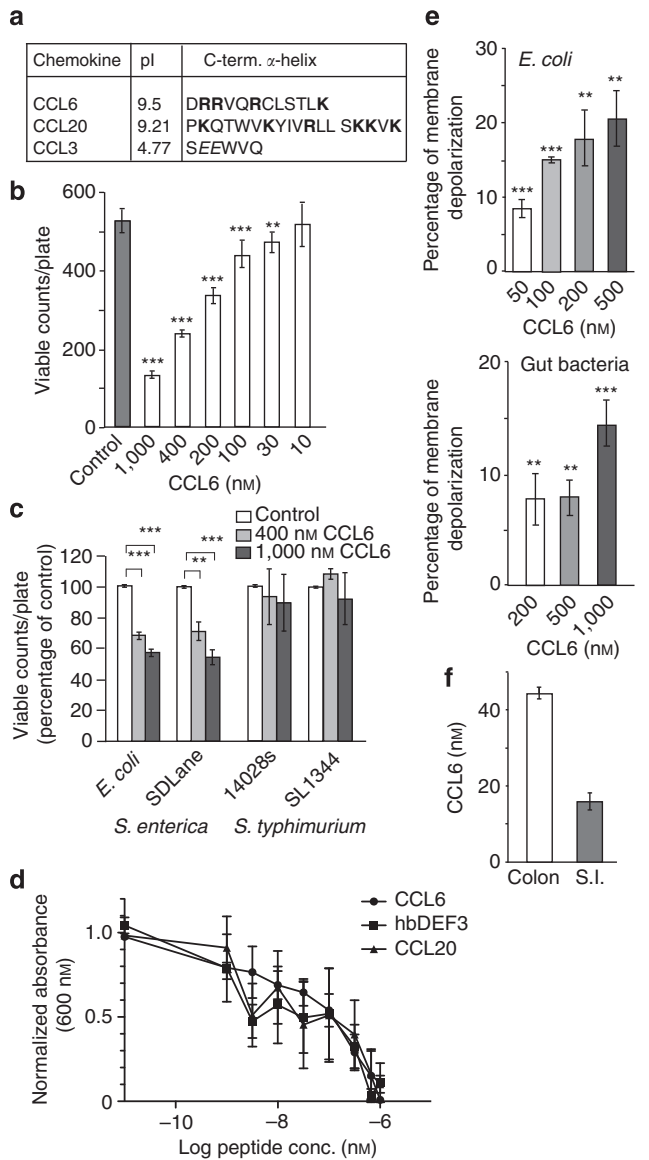 a
Chemokine pI C-term. α-helix
CCL6 9.5 DRRVQRCLSTLK
CCL20 9.21 PKQTWVKYIVRLL SKKVK
CCL3 4.77 SEEWVQ
b
Viable counts/plate
600
400
200
0
***
***
***
***
**
Control 1,000 400 200 100 30 10
CCL6 (nM)
c
Control
400 nM CCL6
1,000 nM CCL6
Viable counts/plate
(percentage of control)
120
100
80
60
40
20
0
***
***
***
**
E. coli SDLane 14028s SL1344
S. enterica S. typhimurium
d
CCL6
hbDEF3
CCL20
Normalized absorbance
(600 nM)
1.0
0.5
0
–10 –8 –6
Log peptide conc. (nM)
e
E. coli
Percentage of membrane
depolarization
30
20
10
0
***
***
**
**
50 100 200 500
CCL6 (nM)
Gut bacteria
Percentage of membrane
depolarization
20
10
0
**
**
***
200 500 1,000
CCL6 (nM)
f
CCL6 (nM)
40
20
0
Colon S.I.